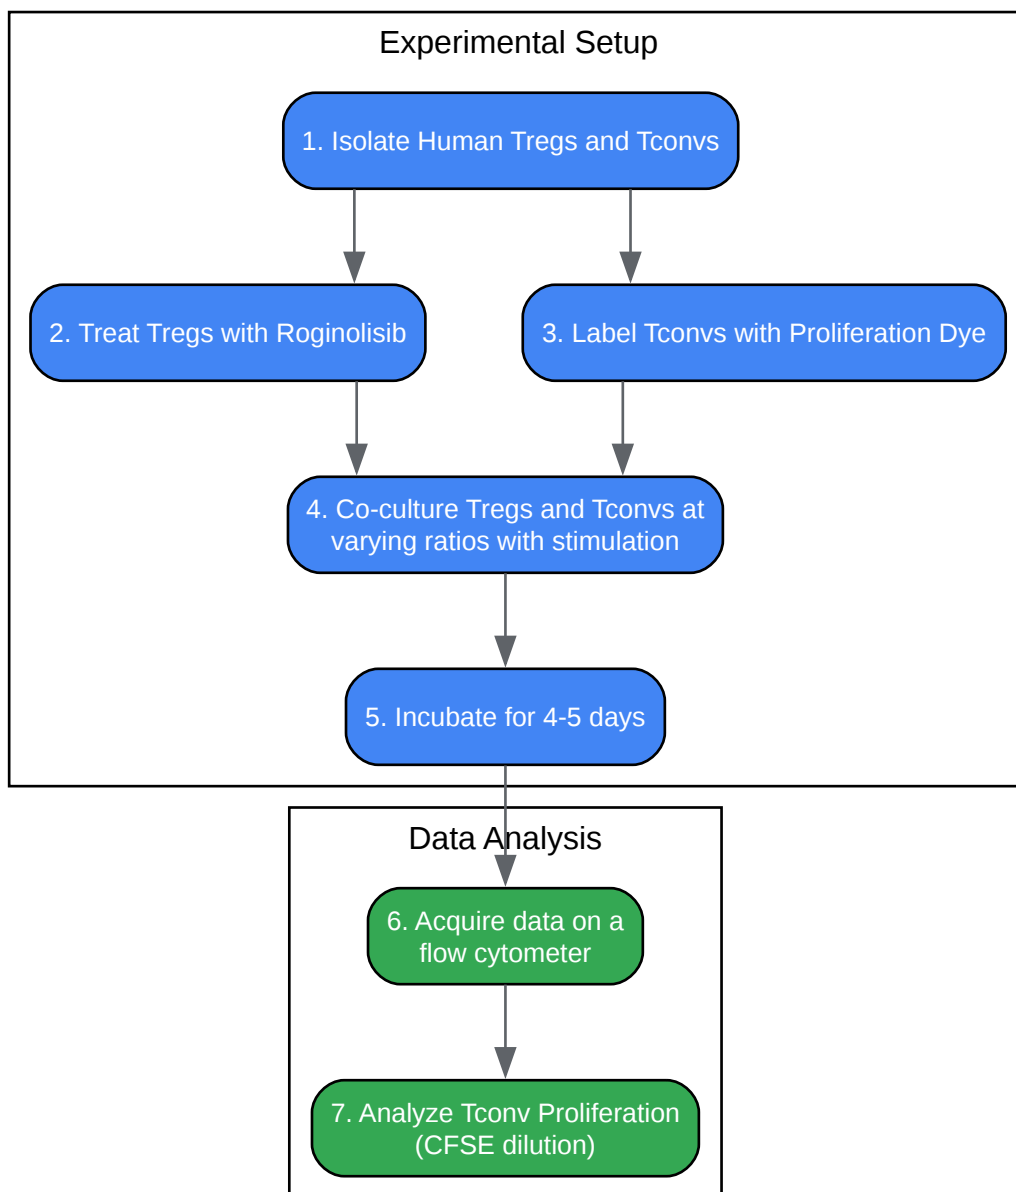 Experimental Setup
1. Isolate Human Tregs and Tconvs
2. Treat Tregs with Roginolisib
3. Label Tconvs with Proliferation Dye
4. Co-culture Tregs and Tconvs at
varying ratios with stimulation
5. Incubate for 4-5 days
Data Analysis
6. Acquire data on a
flow cytometer
7. Analyze Tconv Proliferation
(CFSE dilution)